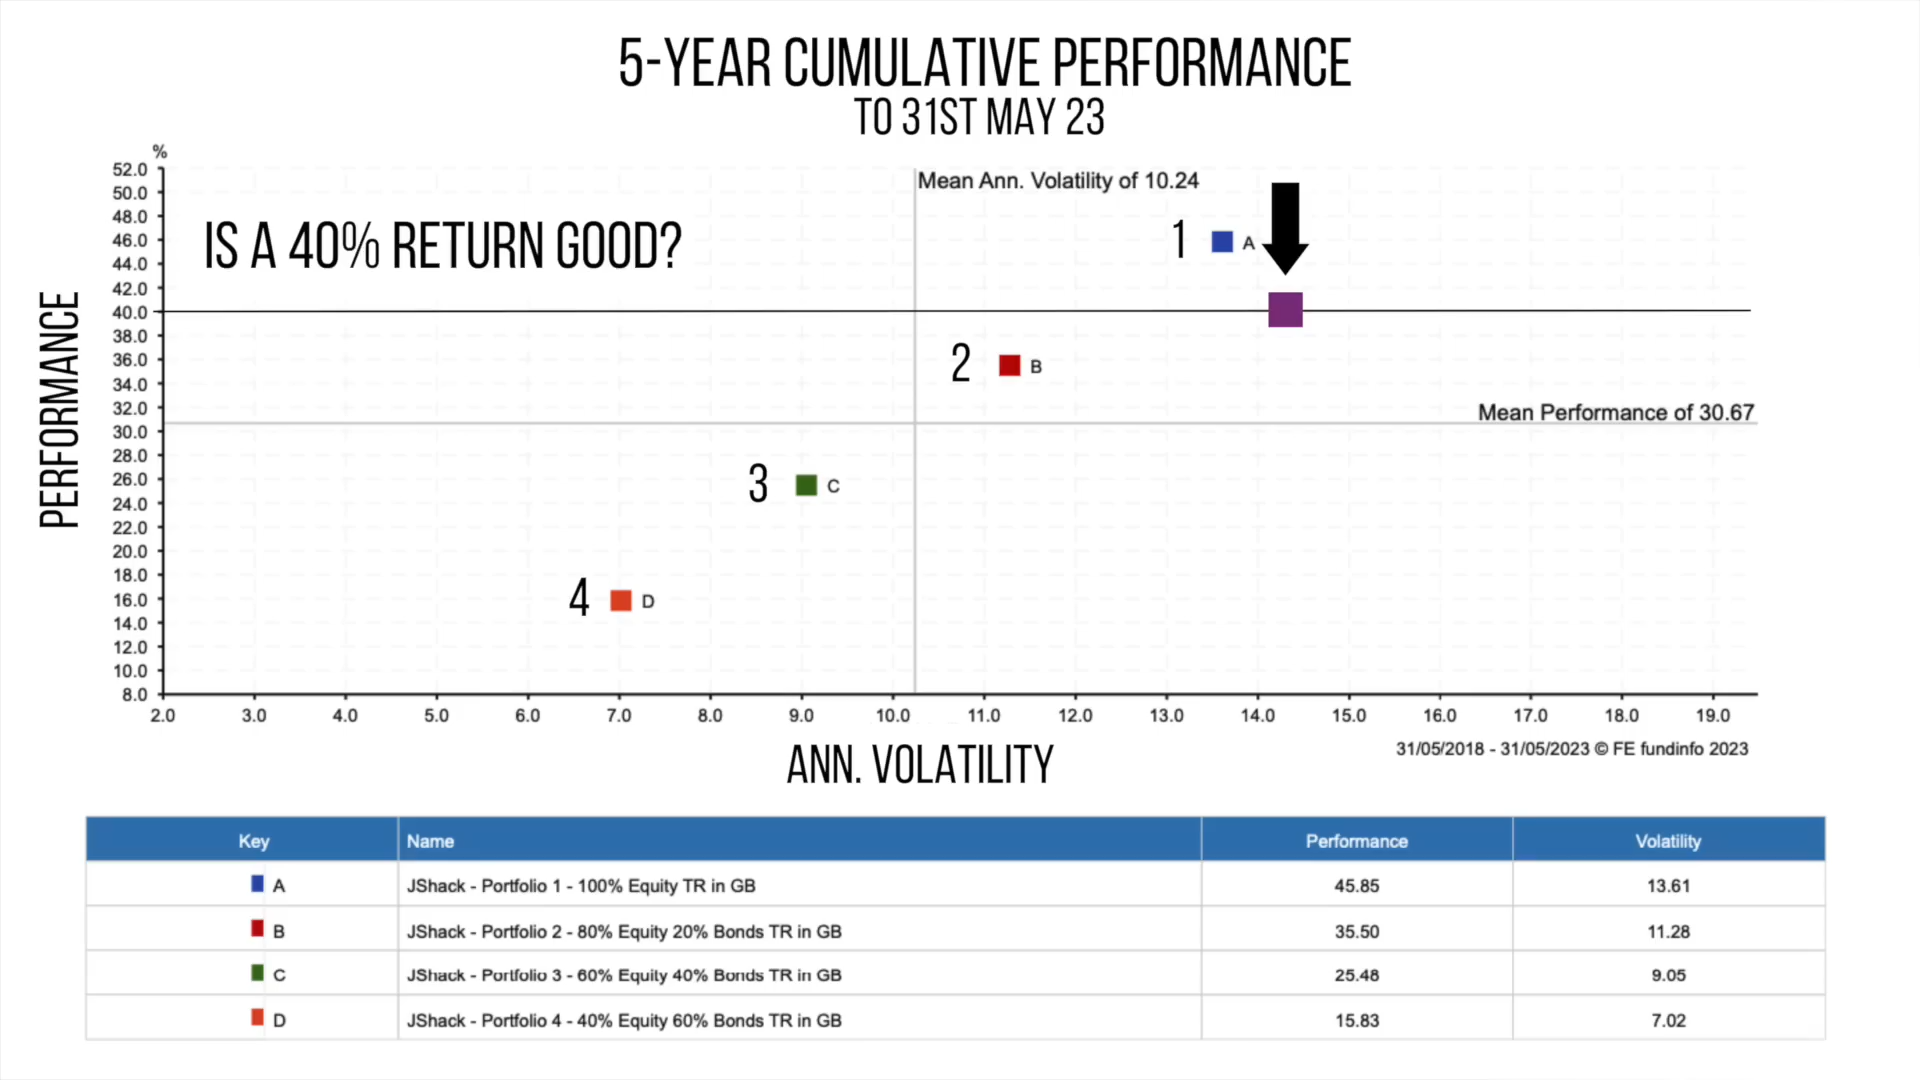 5-YEAR CUMULATIVE PERFORMANCE
TO 31ST MAY 23
%
52.0
50.0
48.0
46.0
44.0
42.0
40.0
38.0
36.0
34.0
32.0
30.0
28.0
26.0
24.0
22.0
20.0
18.0
16.0
14.0
12.0
10.0
8.0
PERFORMANCE
IS A 40% RETURN GOOD?
Mean Ann. Volatility of 10.24
1 A
2 B
Mean Performance of 30.67
3 C
4 D
2.0 3.0 4.0 5.0 6.0 7.0 8.0 9.0 10.0 11.0 12.0 13.0 14.0 15.0 16.0 17.0 18.0 19.0
ANN. VOLATILITY
31/05/2018 - 31/05/2023 © FE fundinfo 2023
Key Name Performance Volatility
A JShack - Portfolio 1 - 100% Equity TR in GB 45.85 13.61
B JShack - Portfolio 2 - 80% Equity 20% Bonds TR in GB 35.50 11.28
C JShack - Portfolio 3 - 60% Equity 40% Bonds TR in GB 25.48 9.05
D JShack - Portfolio 4 - 40% Equity 60% Bonds TR in GB 15.83 7.02